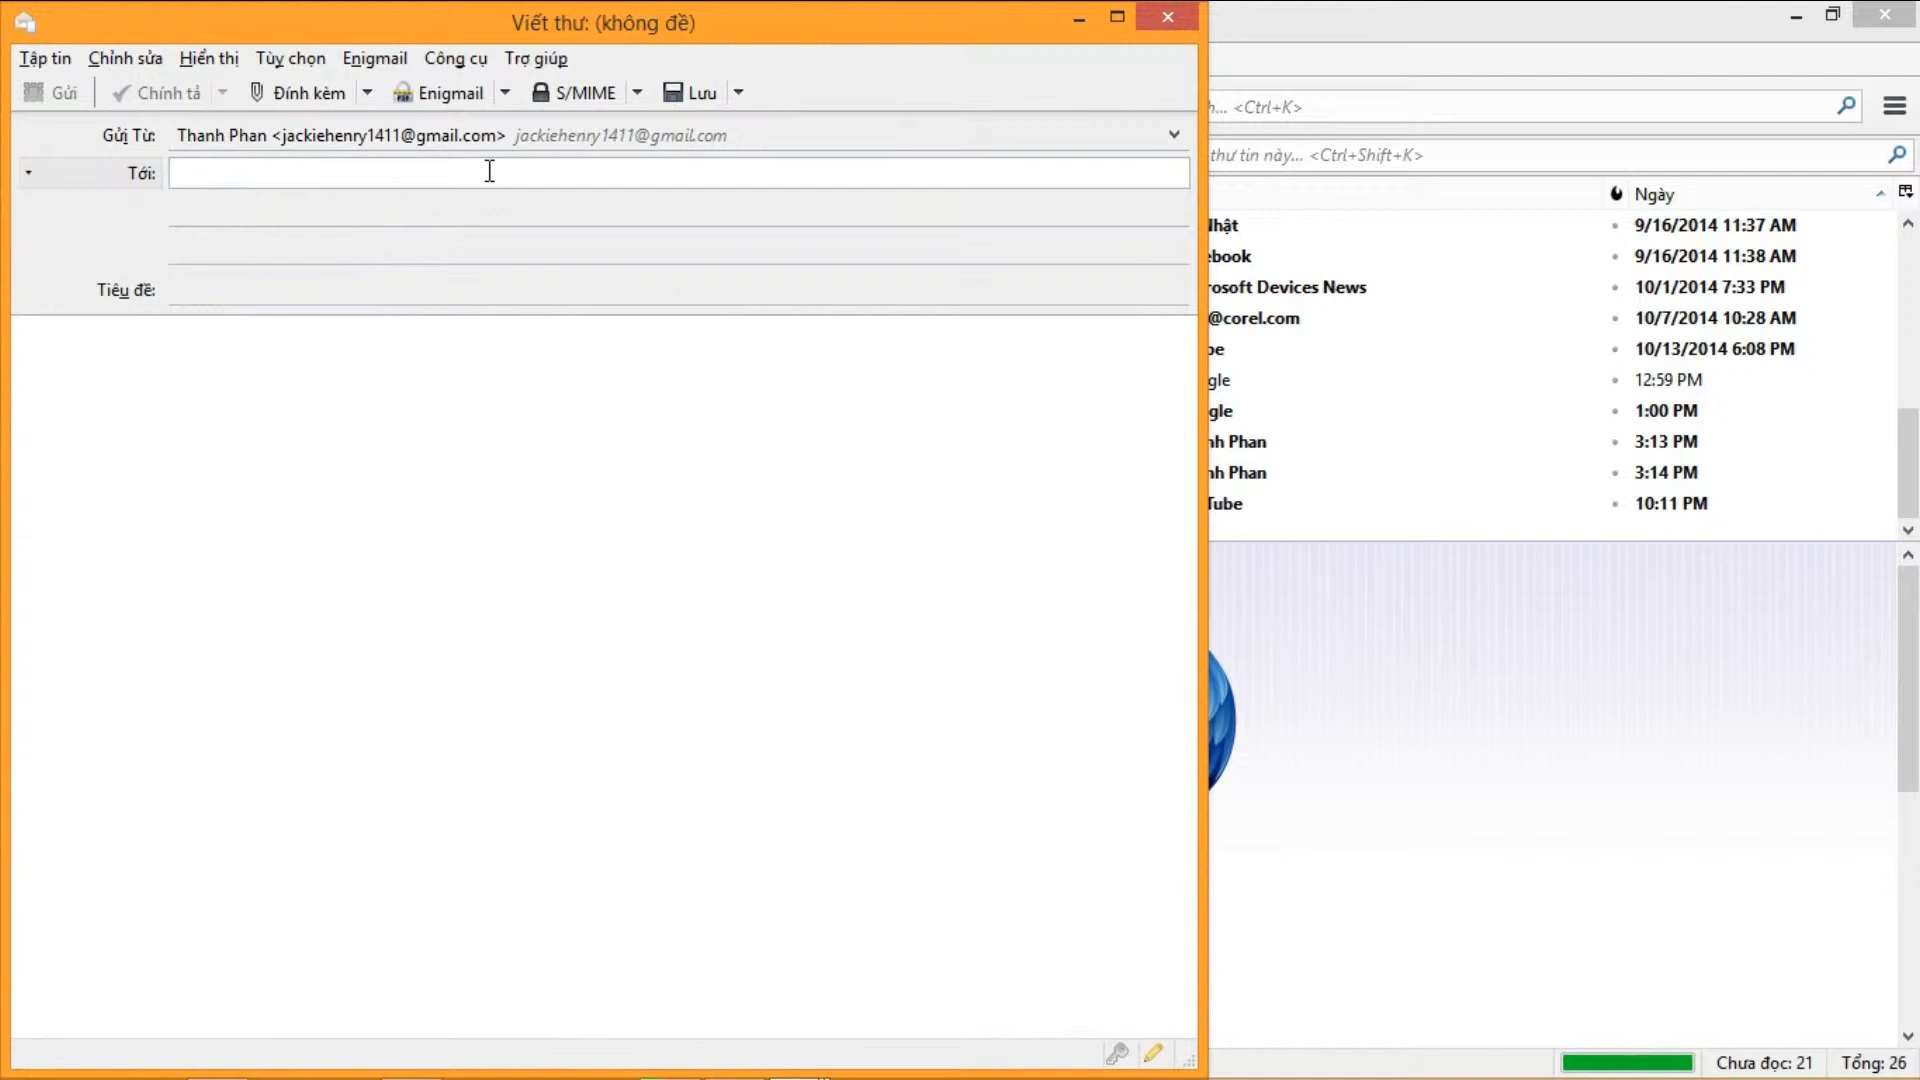 Viết thư: (không đề)
Tập tin Chỉnh sửa Hiển thị Tùy chọn Enigmail Công cụ Trợ giúp
Gửi Chính tả Đính kèm Enigmail S/MIME Lưu
Gửi Từ: Thanh Phan <jackiehenry1411@gmail.com> jackiehenry1411@gmail.com
Tới:
Tiêu đề:
h... <Ctrl+K>
thư tin này... <Ctrl+Shift+K>
Ngày
Nhật 9/16/2014 11:37 AM
ebook 9/16/2014 11:38 AM
rosoft Devices News 10/1/2014 7:33 PM
@corel.com 10/7/2014 10:28 AM
be 10/13/2014 6:08 PM
gle 12:59 PM
gle 1:00 PM
nh Phan 3:13 PM
nh Phan 3:14 PM
Tube 10:11 PM
Chưa đọc: 21 Tổng: 26